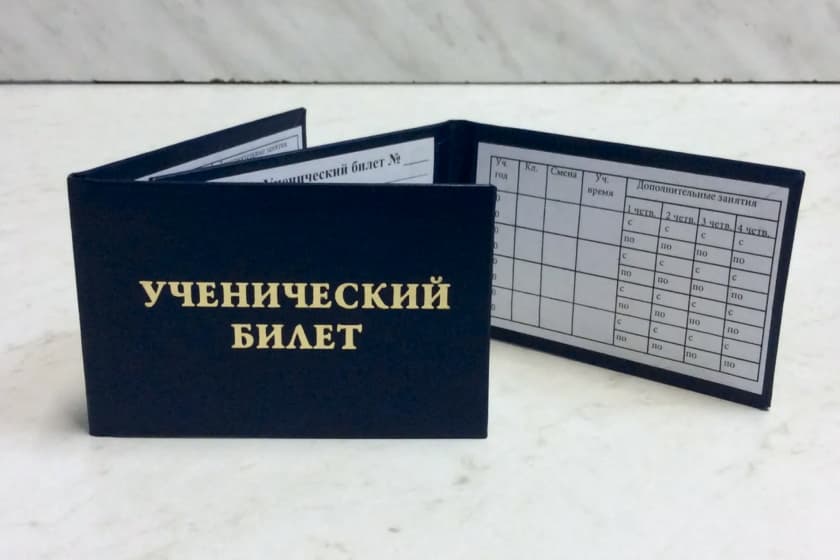 УЧЕНИЧЕСКИЙ
БИЛЕТ
Ученический билет №
Уч. год Кл. Смена Уч. время Дополнительные занятия
1 четв. 2 четв. 3 четв. 4 четв.
с с с с
по по по по
с с с с
по по по по
с с с с
по по по по
с с с с
по по по по